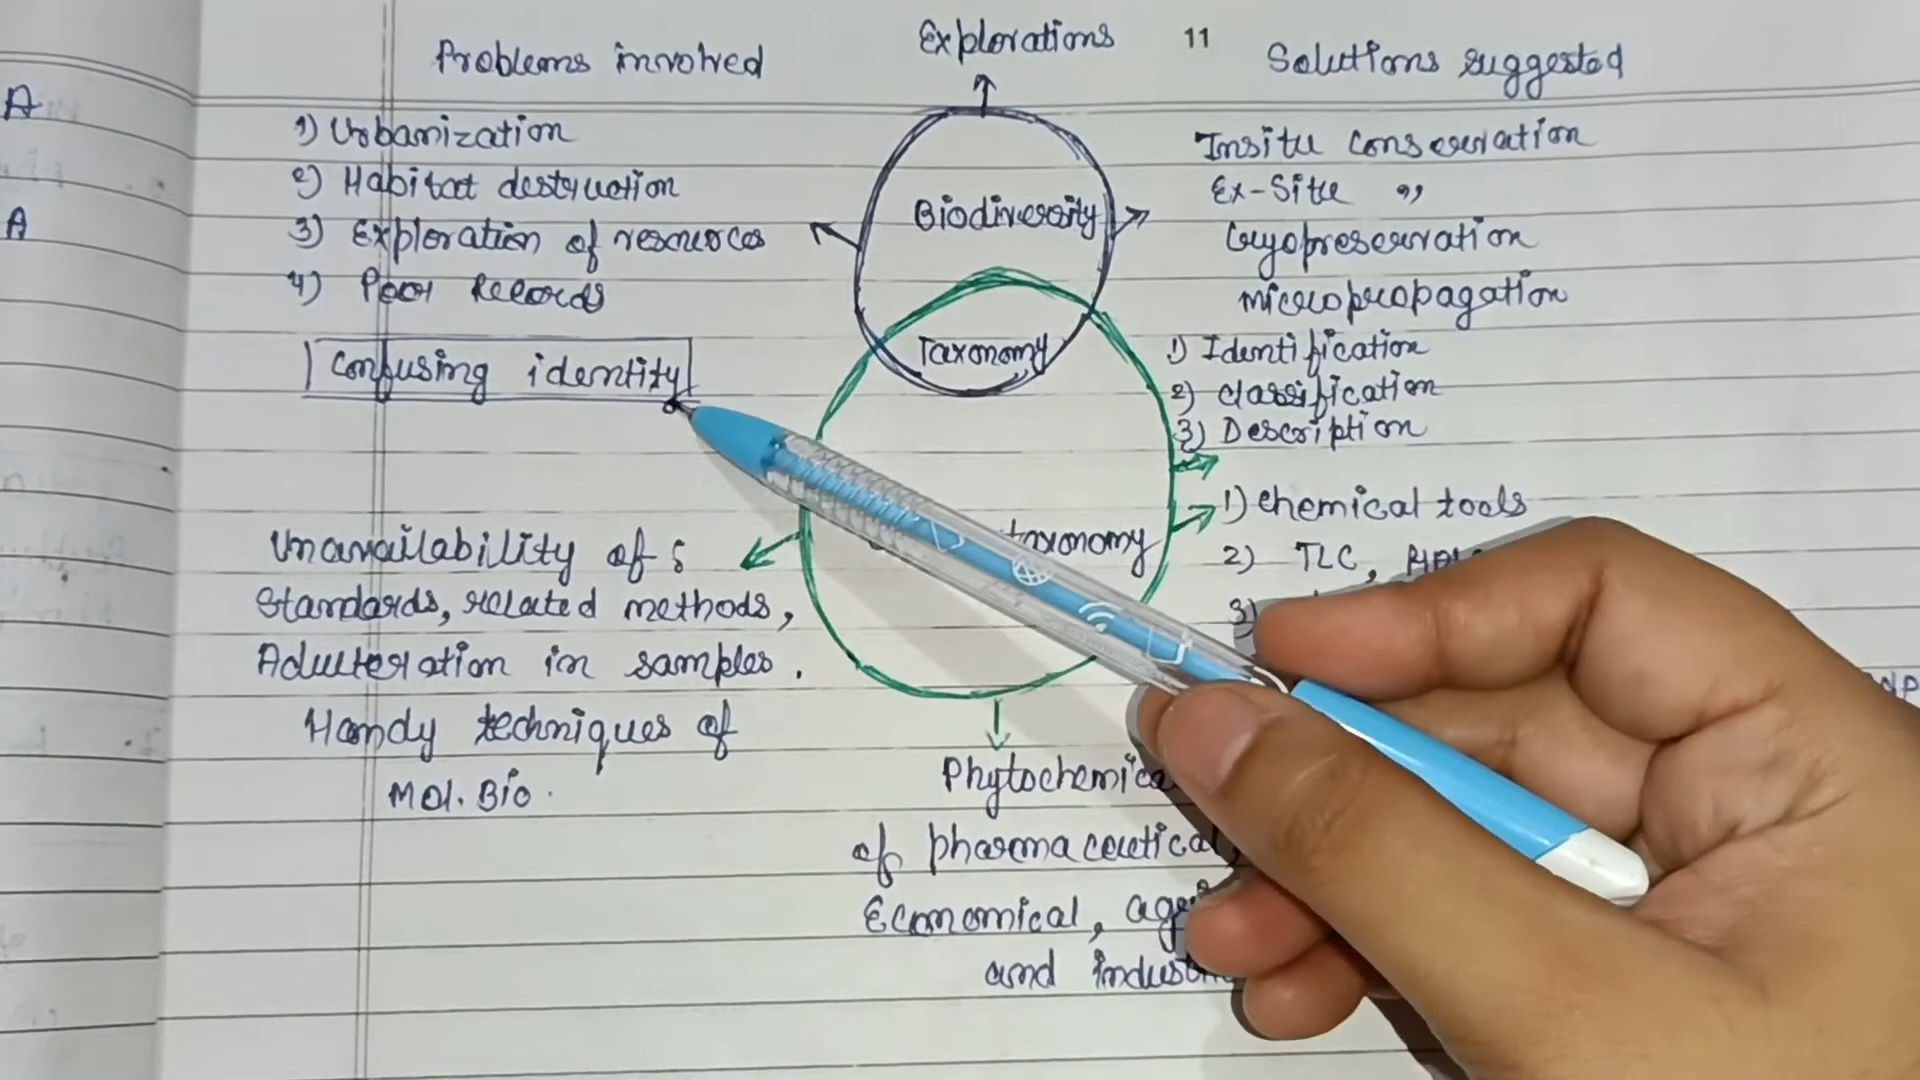 Explorations
11
Problems involved
Solutions suggested
A
A
1) Urbanization
2) Habitat destruction
3) Exploration of resources
4) Poor Records
Confusing identity
Biodiversity
Taxonomy
Insitu Conservation
Ex-Situ ,,
Cryopreservation
micropropagation
1) Identification
2) classification
3) Description
taxonomy
1) chemical tools
2) TLC,
3)
Unavailability of
Standards, related methods,
Adulteration in samples.
Handy techniques of
Mol. Bio.
of pharmaceutical,
Economical,
and